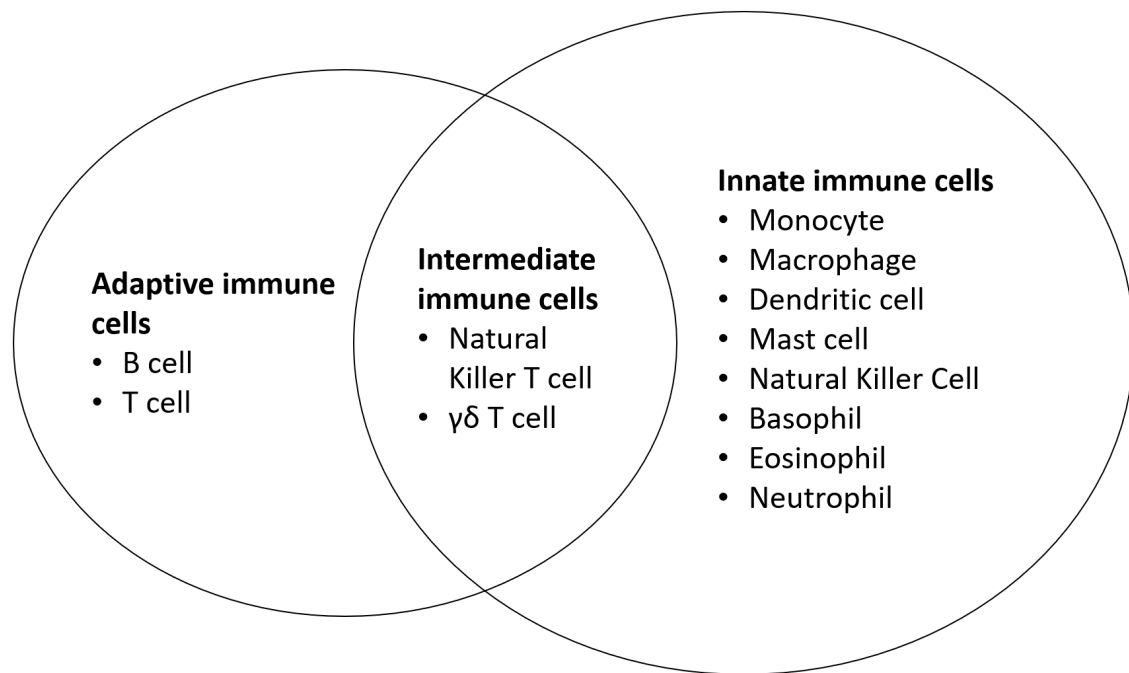 Adaptive immune
cells
• B cell
• T cell
Intermediate
immune cells
• Natural
Killer T cell
• γδ T cell
Innate immune cells
• Monocyte
• Macrophage
• Dendritic cell
• Mast cell
• Natural Killer Cell
• Basophil
• Eosinophil
• Neutrophil